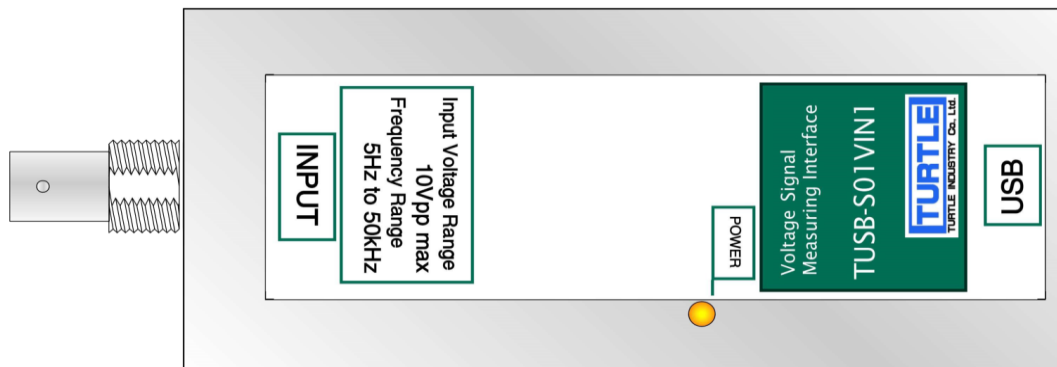 INPUT
Input Voltage Range
10Vpp max
Frequency Range
5Hz to 50kHz
POWER
Voltage Signal
Measuring Interface
TUSB-S01VIN1
TURTLE
TURTLE INDUSTRY Co., Ltd.
USB